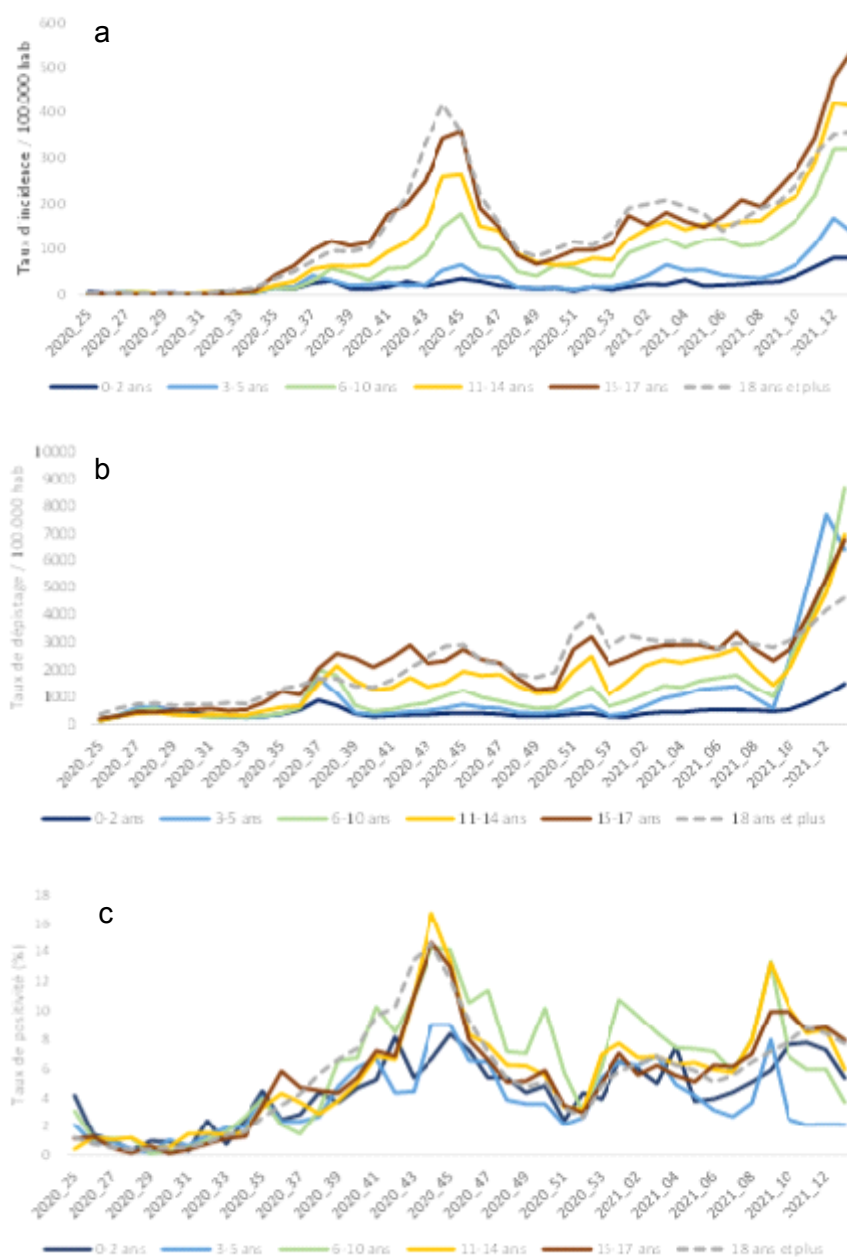 a
600
500
400
300
200
100
0
Taux d'incidence / 100.000 hab
2020_25 2020_27 2020_29 2020_31 2020_33 2020_35 2020_37 2020_39 2020_41 2020_43 2020_45 2020_47 2020_49 2020_51 2020_53 2021_02 2021_04 2021_06 2021_08 2021_10 2021_12
0-2 ans 3-5 ans 6-10 ans 11-14 ans 15-17 ans 18 ans et plus
b
10000
9000
8000
7000
6000
5000
4000
3000
2000
1000
0
Taux de dépistage / 100.000 hab
2020_25 2020_27 2020_29 2020_31 2020_33 2020_35 2020_37 2020_39 2020_41 2020_43 2020_45 2020_47 2020_49 2020_51 2020_53 2021_02 2021_04 2021_06 2021_08 2021_10 2021_12
0-2 ans 3-5 ans 6-10 ans 11-14 ans 15-17 ans 18 ans et plus
c
18
16
14
12
10
8
6
4
2
0
Taux de positivité (%)
2020_25 2020_27 2020_29 2020_31 2020_33 2020_35 2020_37 2020_39 2020_41 2020_43 2020_45 2020_47 2020_49 2020_51 2020_53 2021_02 2021_04 2021_06 2021_08 2021_10 2021_12
0-2 ans 3-5 ans 6-10 ans 11-14 ans 15-17 ans 18 ans et plus